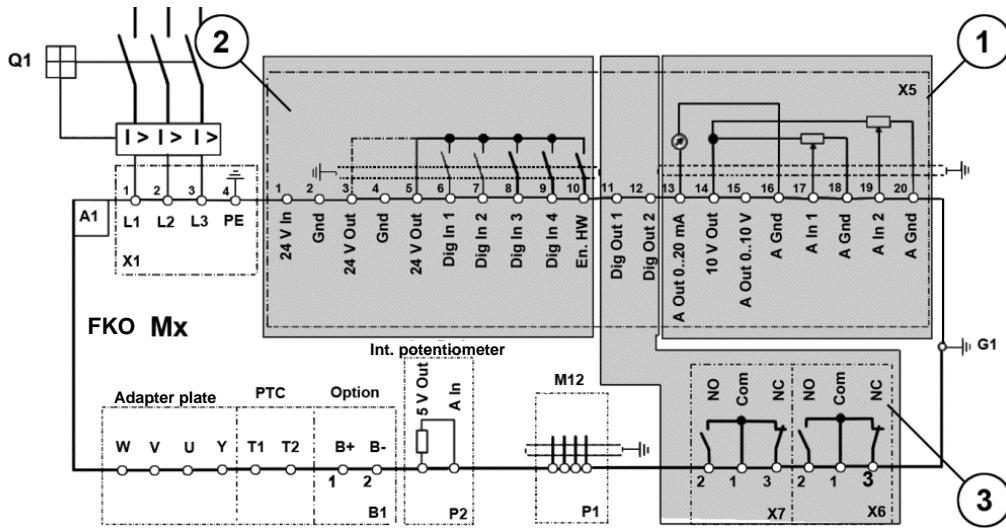 2
1
Q1
X5
I > I > I >
1 2 3 4
L1 L2 L3 PE
A1
X1
1 2 3 4 5 6 7 8 9 10 11 12 13 14 15 16 17 18 19 20
24 V In
Gnd
24 V Out
Gnd
24 V Out
Dig In 1
Dig In 2
Dig In 3
Dig In 4
En. HW
Dig Out 1
Dig Out 2
A Out 0..20 mA
10 V Out
A Out 0..10 V
A Gnd
A In 1
A Gnd
A In 2
A Gnd
FKO Mx
G1
Int. potentiometer
5 V Out
A In
M12
NO Com NC NO Com NC
Adapter plate PTC Option
W V U Y T1 T2 B+ B-
1 2
B1
P2
P1
2 1 3 2 1 3
X7 X6
3